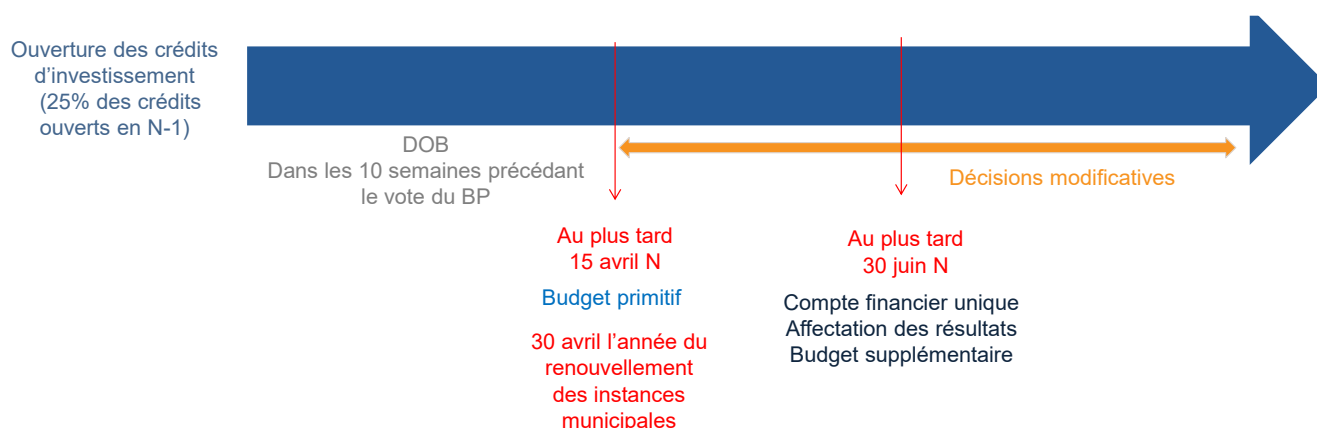 Ouverture des crédits
d’investissement
(25% des crédits
ouverts en N-1)
DOB
Dans les 10 semaines précédant
le vote du BP
Décisions modificatives
Au plus tard
15 avril N
Budget primitif
30 avril l’année du
renouvellement
des instances
municipales
Au plus tard
30 juin N
Compte financier unique
Affectation des résultats
Budget supplémentaire